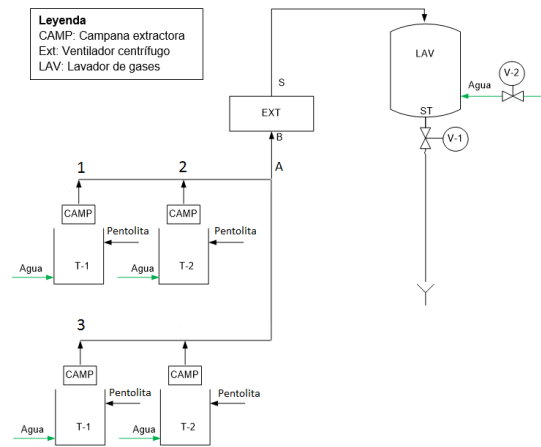 Leyenda
CAMP: Campana extractora
Ext: Ventilador centrífugo
LAV: Lavador de gases
S
LAV
V-2
Agua
EXT
ST
B
V-1
A
1
2
CAMP
CAMP
Pentolita
Pentolita
T-1
T-2
Agua
Agua
3
CAMP
CAMP
Pentolita
Pentolita
T-1
T-2
Agua
Agua